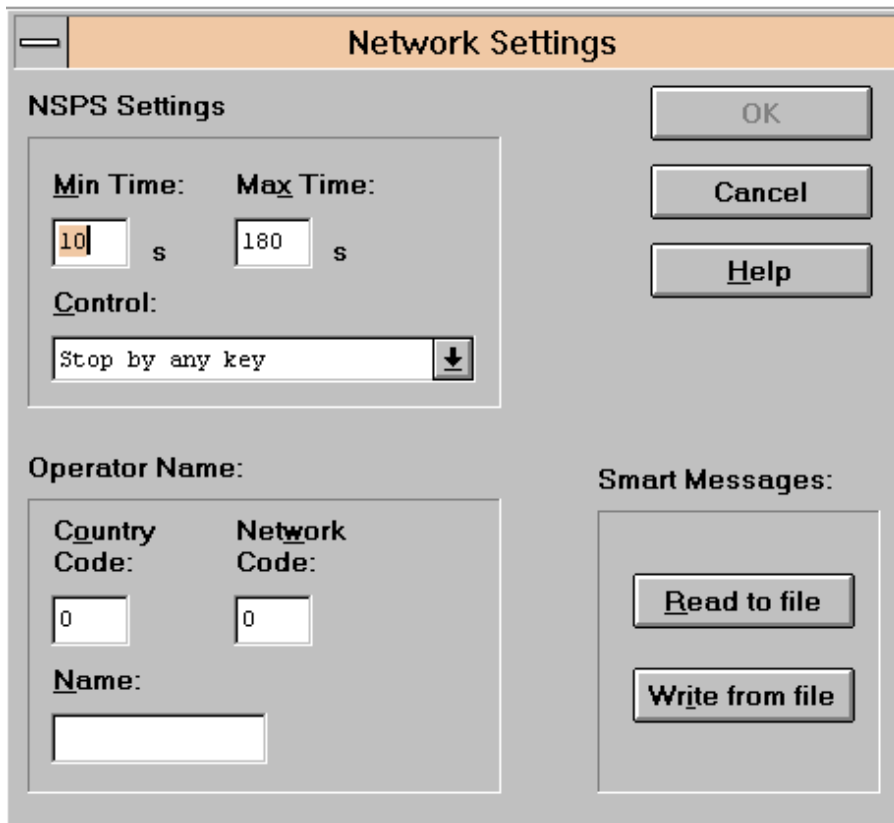 Network Settings
NSPS Settings
OK
Min Time:
Max Time:
Cancel
10 s
180 s
Help
Control:
Stop by any key
Operator Name:
Smart Messages:
Country
Code:
Network
Code:
0
0
Read to file
Name:
Write from file